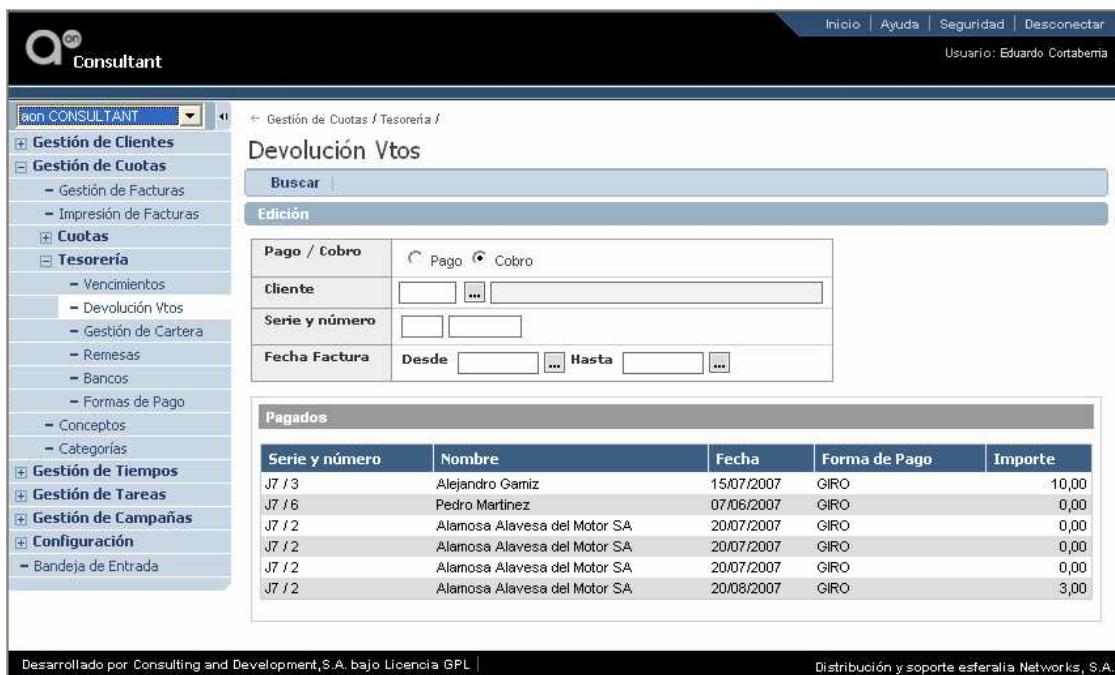 Inicio | Ayuda | Seguridad | Desconectar
aon
Consultant
Usuario: Eduardo Cortaberria
aon CONSULTANT
← Gestión de Cuotas / Tesorería /
Gestión de Clientes
Devolución Vtos
Gestión de Cuotas
Buscar |
– Gestión de Facturas
– Impresión de Facturas
Edición
Cuotas
Pago / Cobro Pago Cobro
Tesorería
– Vencimientos
Cliente ...
– Devolución Vtos
Serie y número
– Gestión de Cartera
– Remesas
Fecha Factura Desde ... Hasta ...
– Bancos
– Formas de Pago
– Conceptos
Pagados
– Categorías
Gestión de Tiempos
Gestión de Tareas
Gestión de Campañas
Configuración
– Bandeja de Entrada
Serie y número Nombre Fecha Forma de Pago Importe
J7 / 3 Alejandro Gamiz 15/07/2007 GIRO 10,00
J7 / 6 Pedro Martinez 07/06/2007 GIRO 0,00
J7 / 2 Alamosa Alavesa del Motor SA 20/07/2007 GIRO 0,00
J7 / 2 Alamosa Alavesa del Motor SA 20/07/2007 GIRO 0,00
J7 / 2 Alamosa Alavesa del Motor SA 20/07/2007 GIRO 0,00
J7 / 2 Alamosa Alavesa del Motor SA 20/08/2007 GIRO 3,00
Desarrollado por Consulting and Development,S.A. bajo Licencia GPL |
Distribución y soporte esferalia Networks, S.A.